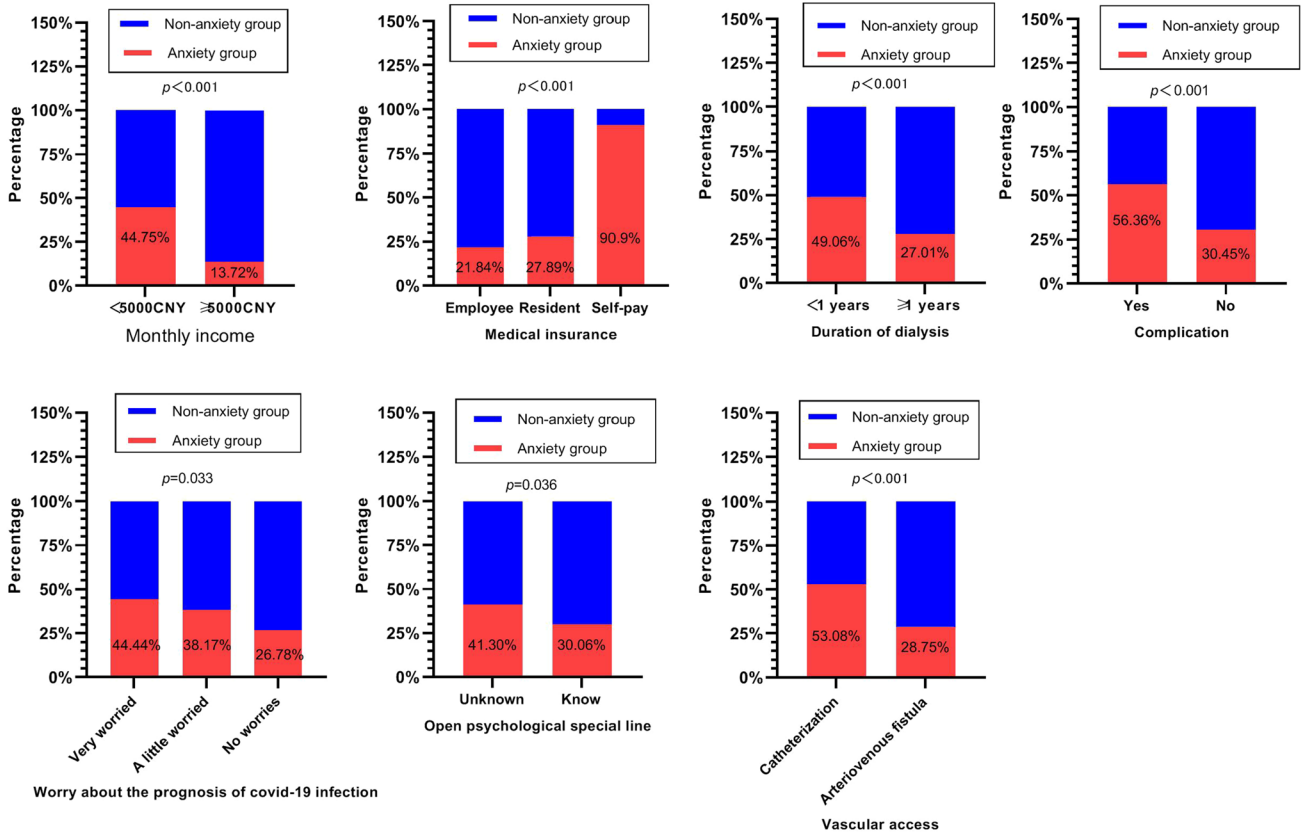 150%
125%
100%
75%
50%
25%
0%
Percentage
Non-anxiety group
Anxiety group
p<0.001
44.75%
13.72%
<5000CNY
≥5000CNY
Monthly income
150%
125%
100%
75%
50%
25%
0%
Percentage
Non-anxiety group
Anxiety group
p<0.001
21.84%
27.89%
90.9%
Employee
Resident
Self-pay
Medical insurance
150%
125%
100%
75%
50%
25%
0%
Percentage
Non-anxiety group
Anxiety group
p<0.001
49.06%
27.01%
<1 years
≥1 years
Duration of dialysis
150%
125%
100%
75%
50%
25%
0%
Percentage
Non-anxiety group
Anxiety group
p<0.001
56.36%
30.45%
Yes
No
Complication
150%
125%
100%
75%
50%
25%
0%
Percentage
Non-anxiety group
Anxiety group
p=0.033
44.44%
38.17%
26.78%
Very worried
A little worried
No worries
Worry about the prognosis of covid-19 infection
150%
125%
100%
75%
50%
25%
0%
Percentage
Non-anxiety group
Anxiety group
p=0.036
41.30%
30.06%
Unknown
Know
Open psychological special line
150%
125%
100%
75%
50%
25%
0%
Percentage
Non-anxiety group
Anxiety group
p<0.001
53.08%
28.75%
Catheterization
Arteriovenous fistula
Vascular access